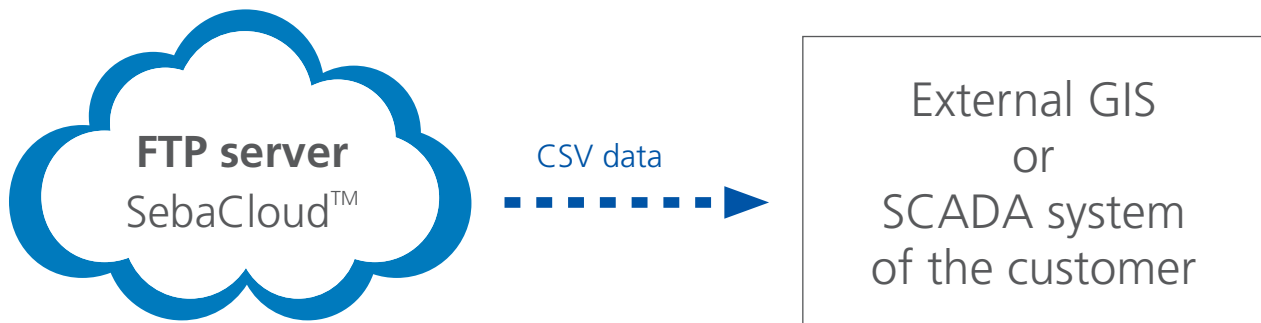 FTP server
SebaCloud™
CSV data
External GIS
or
SCADA system
of the customer